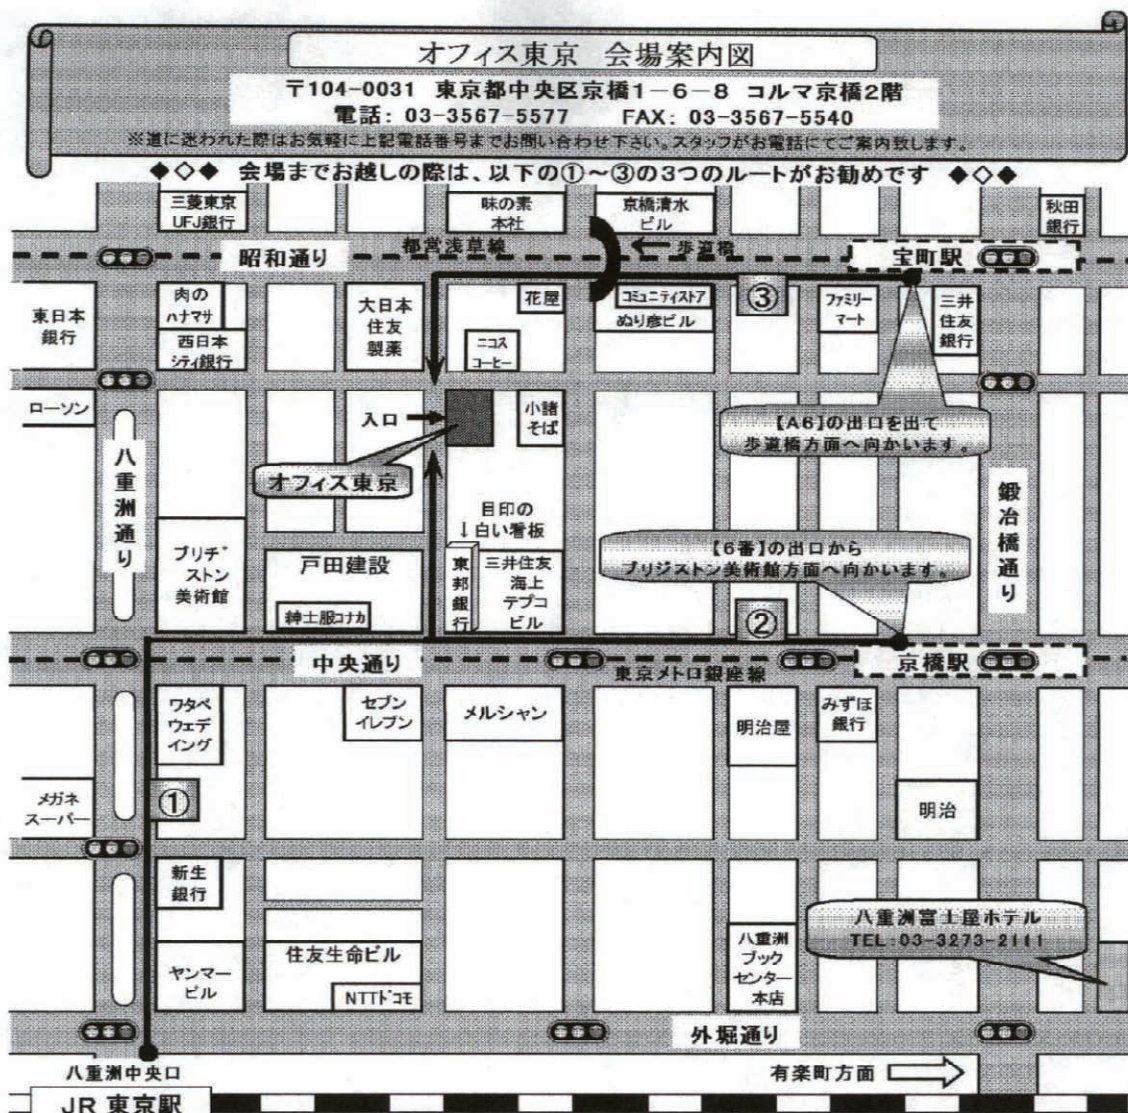 オフィス東京 会場案内図
〒104-0031 東京都中央区京橋1-6-8 コルマ京橋2階
電話: 03-3567-5577 FAX: 03-3567-5540
※道に迷われた際はお気軽に上記電話番号までお問い合わせ下さい。スタッフがお電話にてご案内致します。
◆◇◆ 会場までお越しの際は、以下の①～③の3つのルートがお勧めです ◆◇◆
三菱東京
UFJ銀行
味の素
本社
京橋清水
ビル
秋田
銀行
都営浅草線
← 歩道橋
昭和通り
宝町駅
東日本
銀行
肉の
ハナマサ
西日本
シティ銀行
大日本
住友
製薬
花屋
ニコス
コーヒー
コミュニティストア
ぬり彦ビル
③
ファミリー
マート
三井
住友
銀行
ローソン
入口→
小諸
そば
【A6】の出口を出て
歩道橋方面へ向かいます。
オフィス東京
八重洲通り
鍛冶橋通り
目印の
↓白い看板
ブリヂ
ストン
美術館
戸田建設
紳士服コナカ
東邦銀行
三井住友
海上
テプコ
ビル
【6番】の出口から
ブリジストン美術館方面へ向かいます。
②
中央通り
東京メトロ銀座線
京橋駅
ワタベ
ウェデ
イング
セブン
イレブン
メルシャン
明治屋
みずほ
銀行
①
メガネ
スーパー
明治
新生
銀行
八重洲富士屋ホテル
TEL:03-3273-2111
ヤンマー
ビル
住友生命ビル
NTTドコモ
八重洲
ブック
センター
本店
外堀通り
八重洲中央口
有楽町方面
JR 東京駅